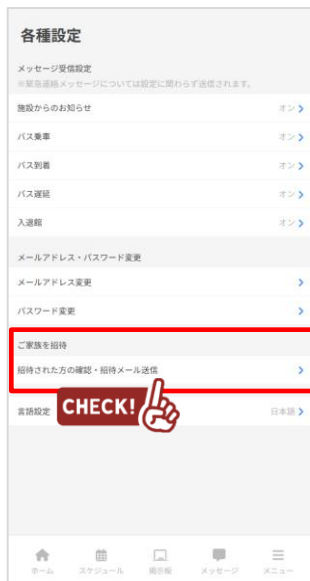 各種設定
メッセージ受信設定
※緊急連絡メッセージについては設定に関わらず送信されます。
施設からのお知らせ オン
バス乗車 オン
バス到着 オン
バス遅延 オン
入退館 オン
メールアドレス・パスワード変更
メールアドレス変更
パスワード変更
ご家族を招待
招待された方の確認・招待メール送信
言語設定 日本語
CHECK!
ホーム スケジュール 掲示板 メッセージ メニュー